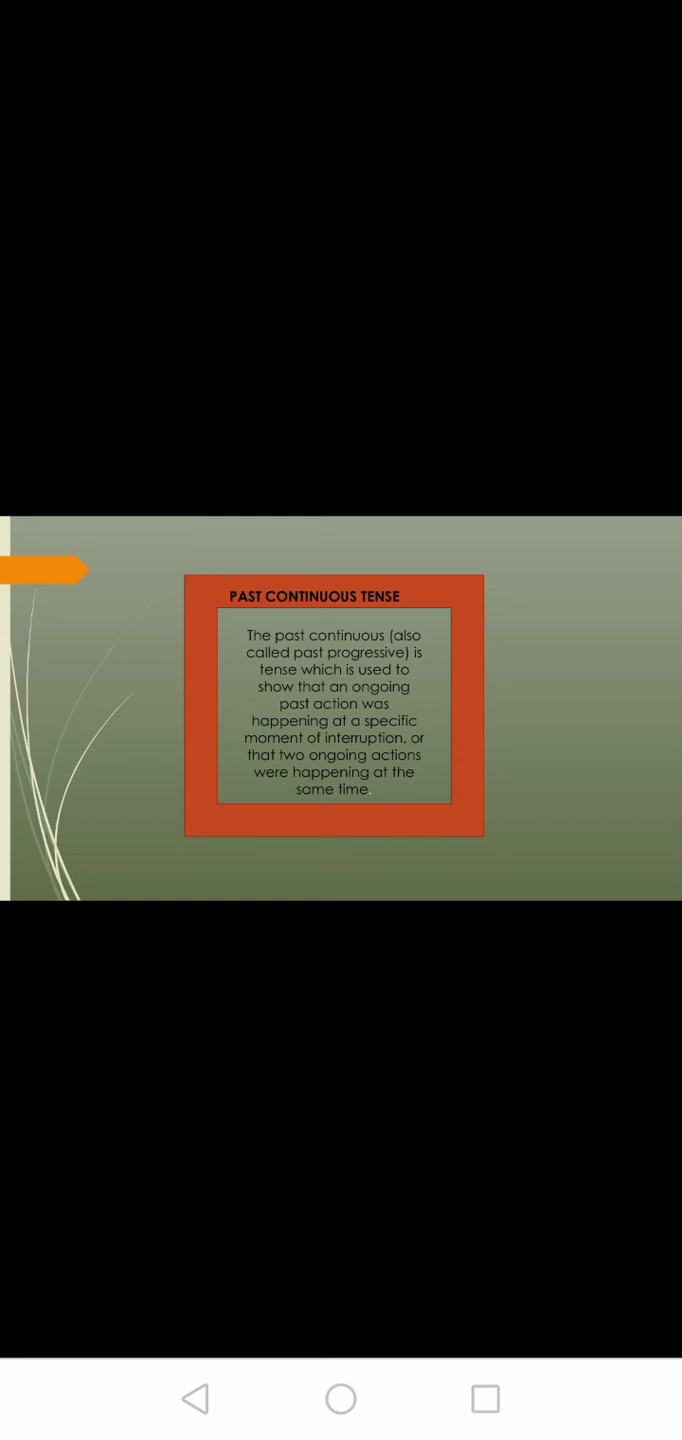 PAST CONTINUOUS TENSE
The past continuous (also
called past progressive) is
tense which is used to
show that an ongoing
past action was
happening at a specific
moment of interruption, or
that two ongoing actions
were happening at the
same time.